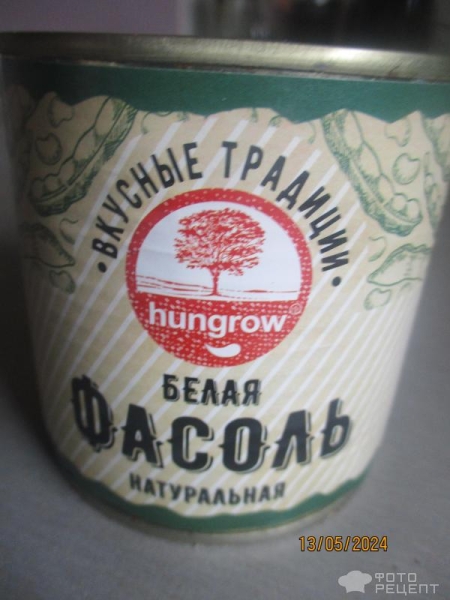 • ВКУСНЫЕ ТРАДИЦИИ •
hungrow®
БЕЛАЯ
ФАСОЛЬ
НАТУРАЛЬНАЯ
13/05/2024
ФОТО
РЕЦЕПТ